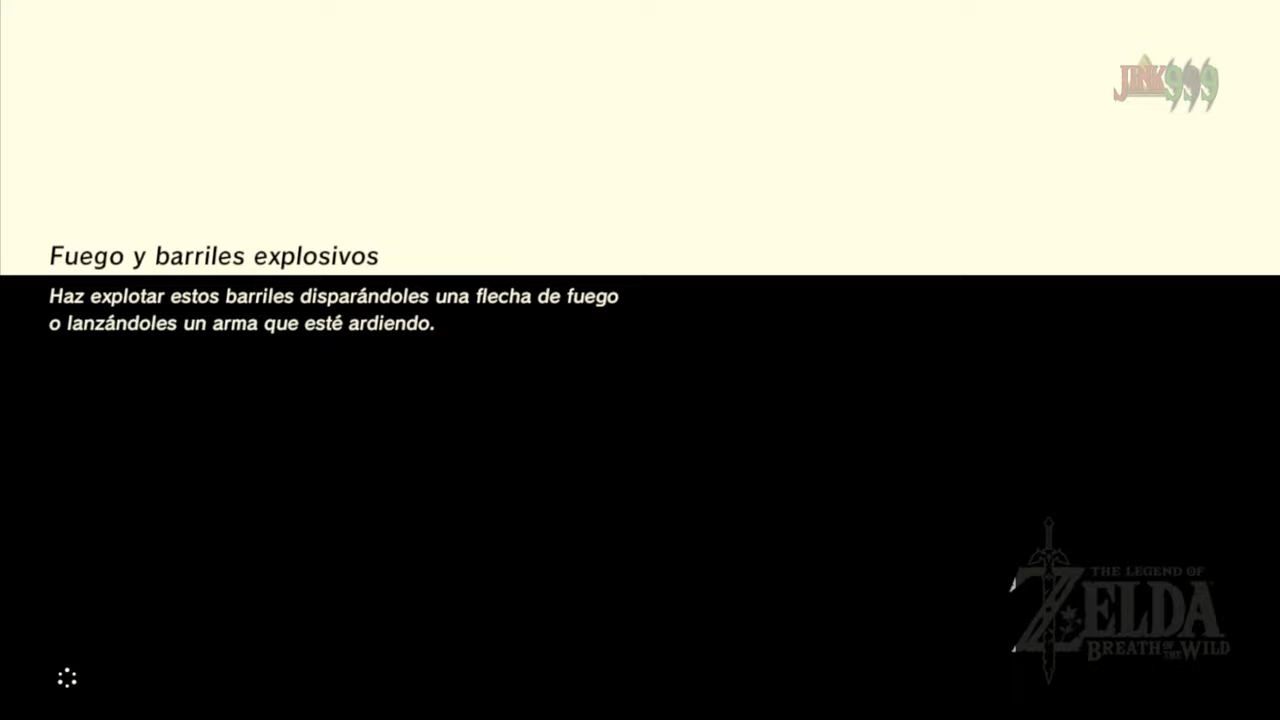 JINK999
Fuego y barriles explosivos
Haz explotar estos barriles disparándoles una flecha de fuego
o lanzándoles un arma que esté ardiendo.
THE LEGEND OF
ZELDA
BREATH OF THE WILD